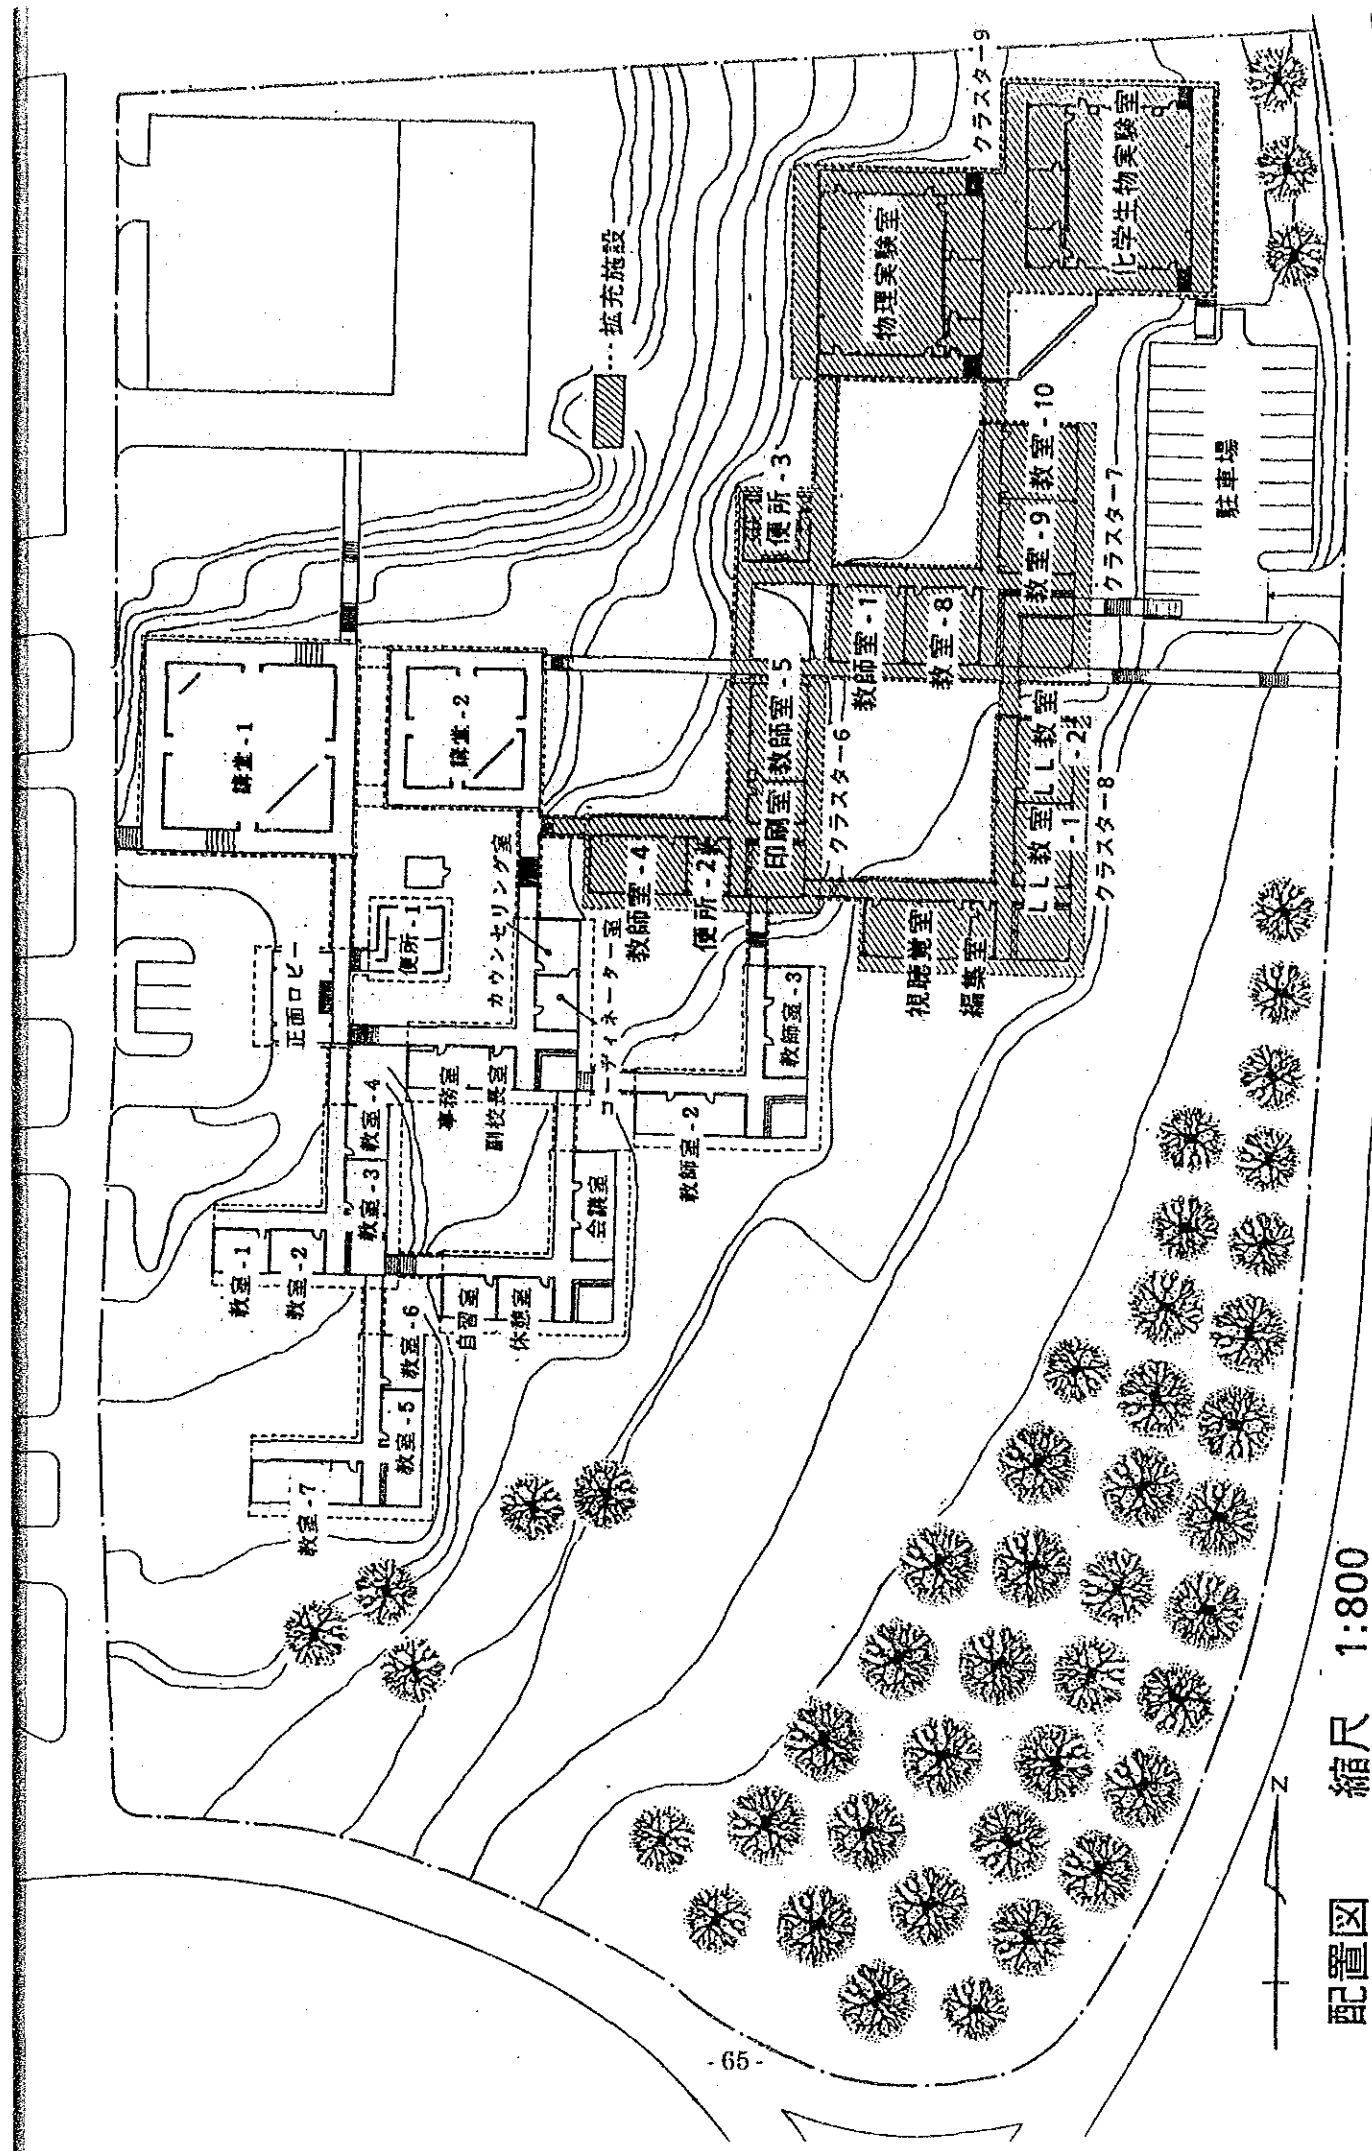 講堂-1
講堂-2
正面ロビー
便所-1
カウンセリング室
コーディネーター室
事務室
副校長室
教室-1
教室-2
教室-3
教室-4
教室-5
教室-6
教室-7
自習室
休憩室
会議室
教師室-2
教師室-3
教師室-4
便所-2
印刷室
教師室-5
クラスター6
便所-3
教師室-1
教室-8
教室-9
教室-10
クラスター7
視聴覚室
編集室
LL教室
-1
LL教室
-2
クラスター8
物理実験室
化学生物実験室
クラスター9
拡充施設
駐車場
Z
配置図 縮尺 1:800
-65-